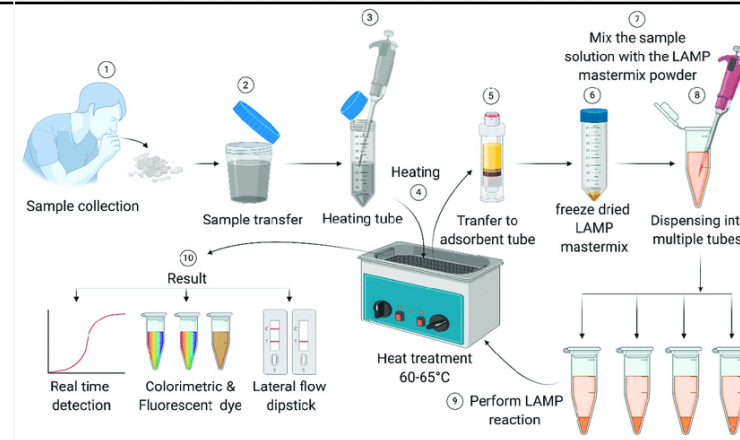 ①
Sample collection
②
Sample transfer
③
Heating tube
Heating
④
⑤
Tranfer to
adsorbent tube
⑥
freeze dried
LAMP
mastermix
⑦
Mix the sample
solution with the LAMP
mastermix powder
⑧
Dispensing int
multiple tubes
Heat treatment
60-65°C
⑨ Perform LAMP
reaction
⑩
Result
Real time
detection
Colorimetric &
Fluorescent dye
Lateral flow
dipstick